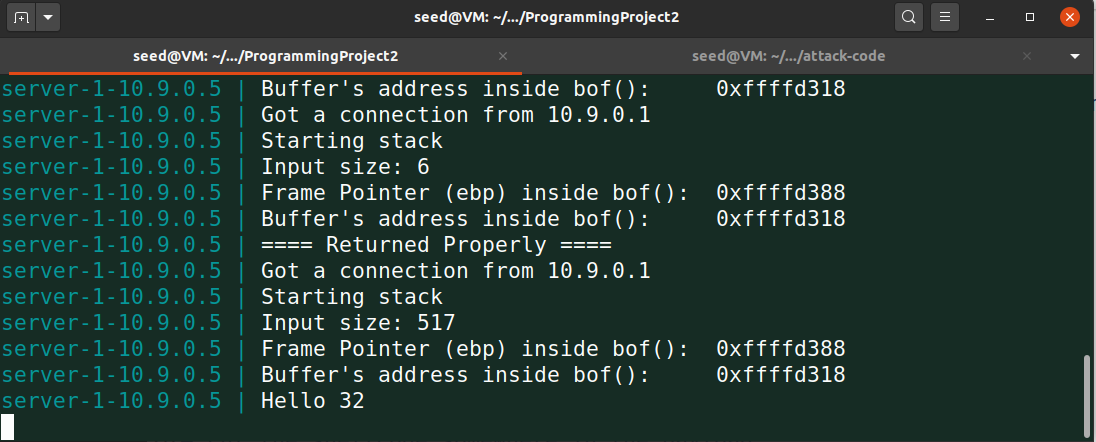 seed@VM: ~/.../ProgrammingProject2
seed@VM: ~/.../ProgrammingProject2 seed@VM: ~/.../attack-code
server-1-10.9.0.5 | Buffer's address inside bof():     0xffffd318
server-1-10.9.0.5 | Got a connection from 10.9.0.1
server-1-10.9.0.5 | Starting stack
server-1-10.9.0.5 | Input size: 6
server-1-10.9.0.5 | Frame Pointer (ebp) inside bof():  0xffffd388
server-1-10.9.0.5 | Buffer's address inside bof():     0xffffd318
server-1-10.9.0.5 | ==== Returned Properly ====
server-1-10.9.0.5 | Got a connection from 10.9.0.1
server-1-10.9.0.5 | Starting stack
server-1-10.9.0.5 | Input size: 517
server-1-10.9.0.5 | Frame Pointer (ebp) inside bof():  0xffffd388
server-1-10.9.0.5 | Buffer's address inside bof():     0xffffd318
server-1-10.9.0.5 | Hello 32